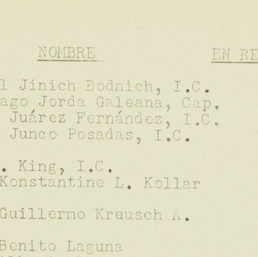 NOMBRE EN RE
l Jinich Bodnich, I.C.
ago Jorda Galeana, Cap.
Juárez Fernández, I.C.
Junco Posadas, I.C.
. King, I.C.
Konstantine L. Kollar
Guillermo Krausch A.
Benito Laguna